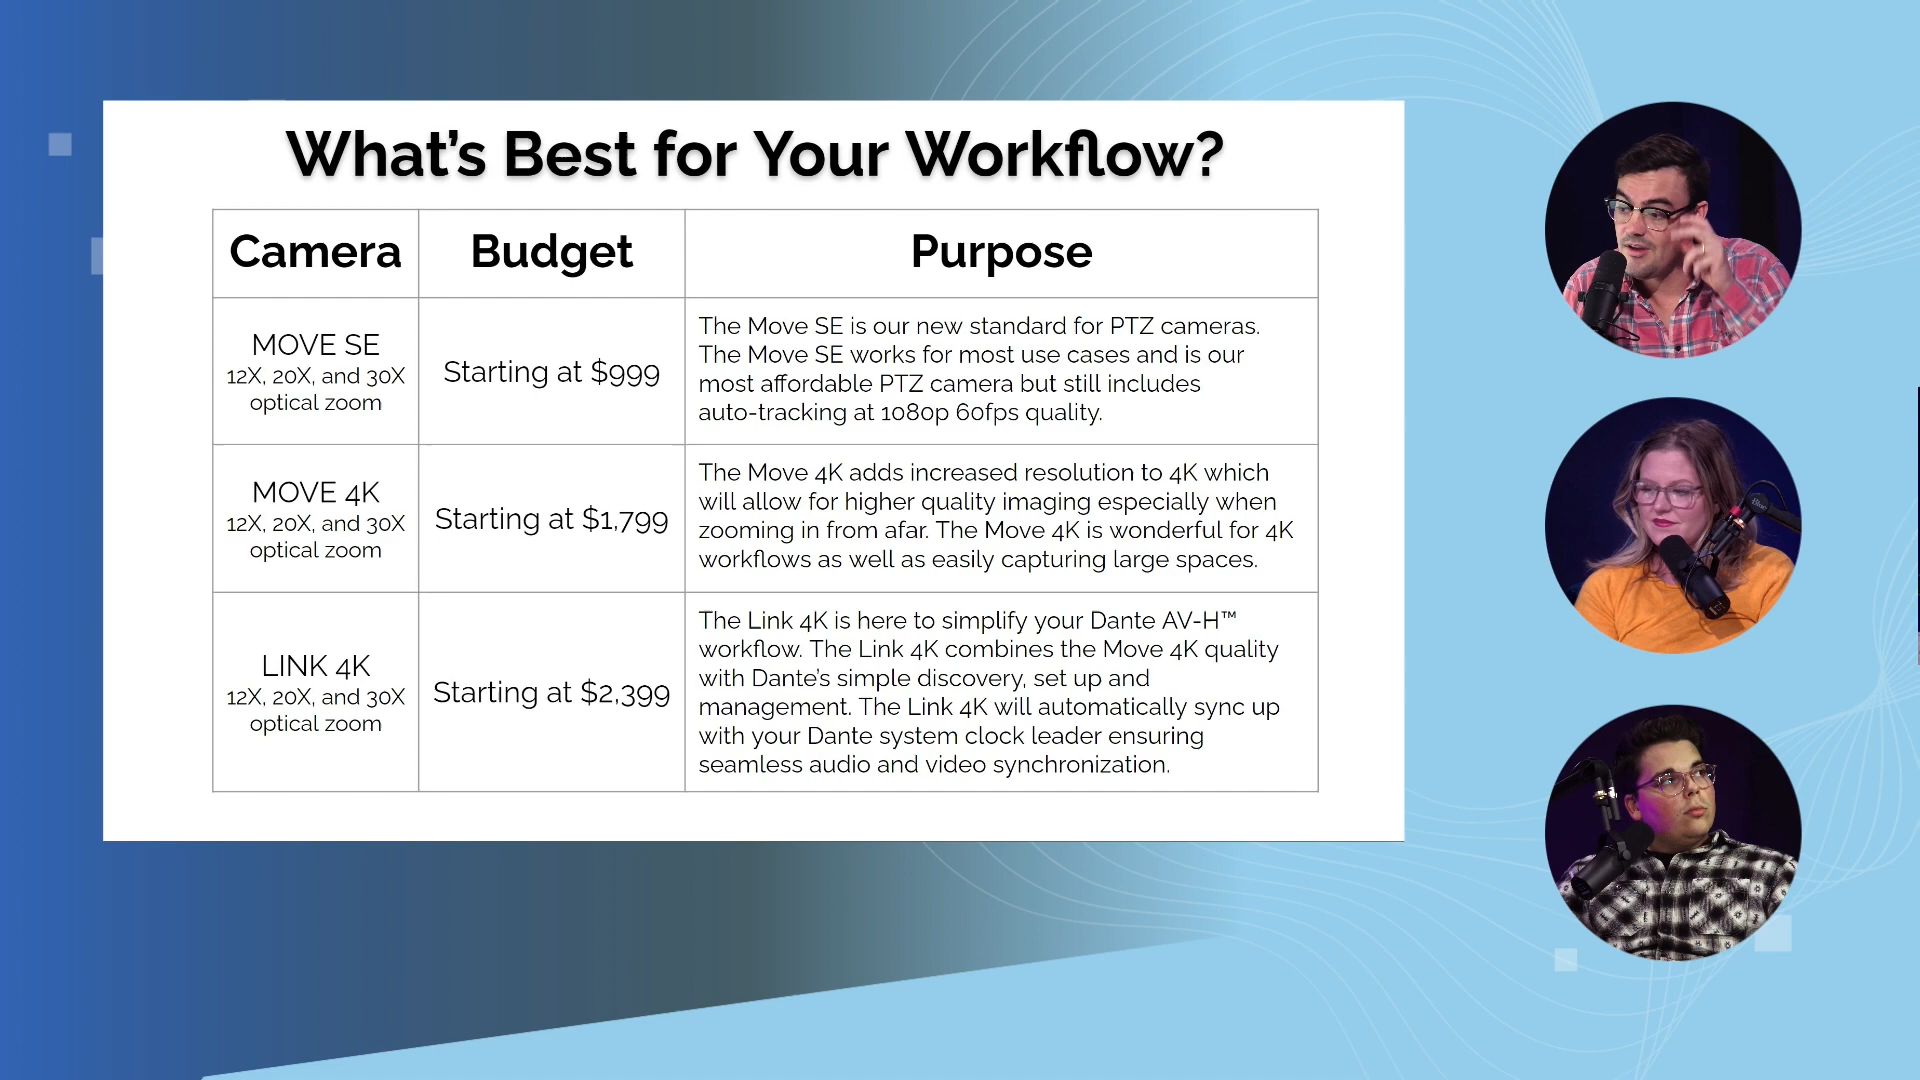 What's Best for Your Workflow?
Camera
Budget
Purpose
MOVE SE
12X, 20X, and 30X
optical zoom
Starting at $999
The Move SE is our new standard for PTZ cameras.
The Move SE works for most use cases and is our
most affordable PTZ camera but still includes
auto-tracking at 1080p 60fps quality.
MOVE 4K
12X, 20X, and 30X
optical zoom
Starting at $1,799
The Move 4K adds increased resolution to 4K which
will allow for higher quality imaging especially when
zooming in from afar. The Move 4K is wonderful for 4K
workflows as well as easily capturing large spaces.
LINK 4K
12X, 20X, and 30X
optical zoom
Starting at $2,399
The Link 4K is here to simplify your Dante AV-H™
workflow. The Link 4K combines the Move 4K quality
with Dante's simple discovery, set up and
management. The Link 4K will automatically sync up
with your Dante system clock leader ensuring
seamless audio and video synchronization.